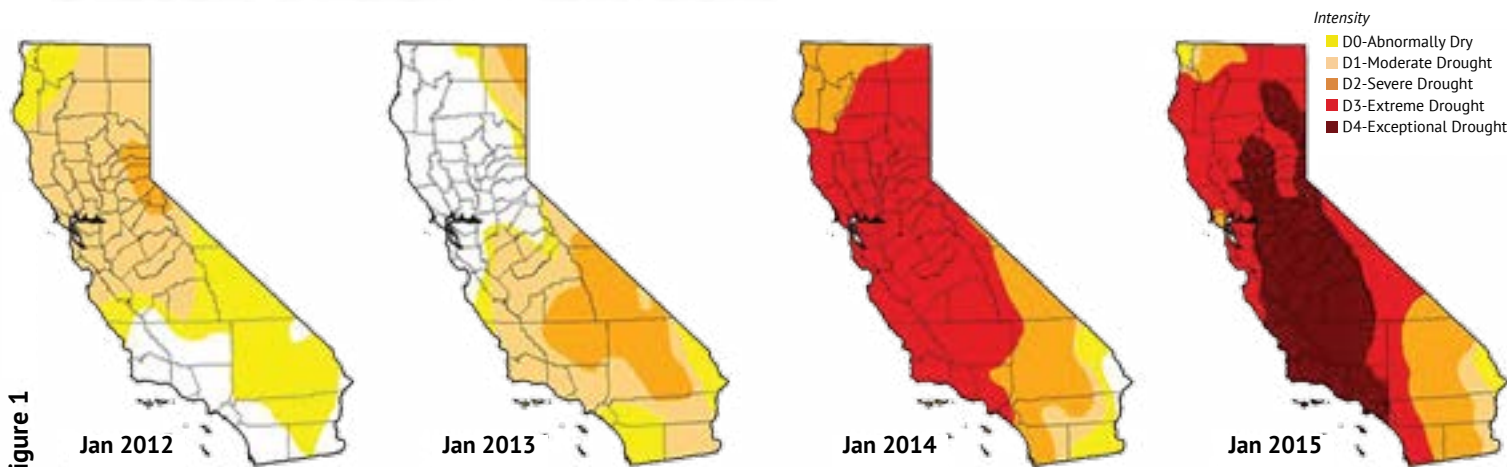 Intensity
D0-Abnormally Dry
D1-Moderate Drought
D2-Severe Drought
D3-Extreme Drought
D4-Exceptional Drought
Jan 2012
Jan 2013
Jan 2014
Jan 2015
igure 1